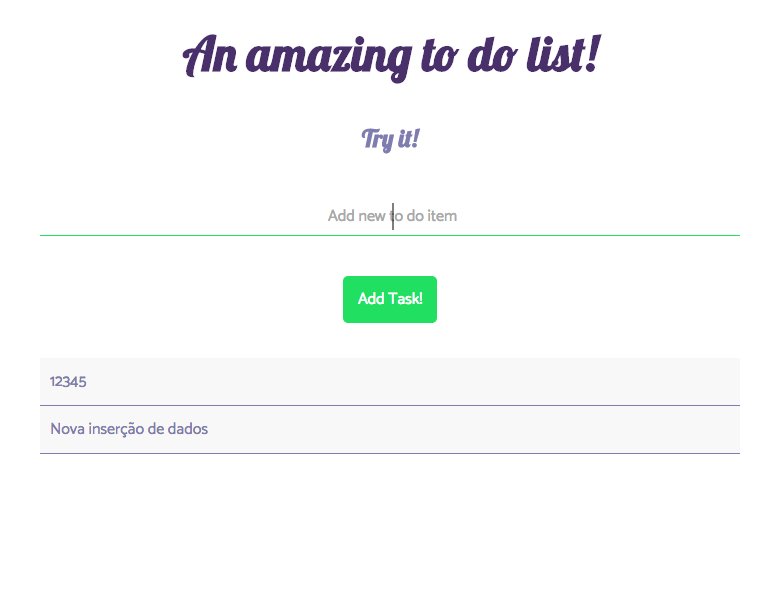 An amazing to do list!
Try it!
Add new to do item
Add Task!
12345
Nova inserção de dados